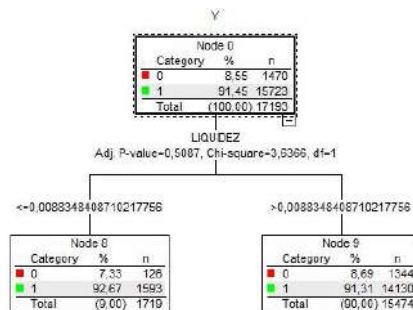 Y
Node 0
Category % n
0 8,55 1470
1 91,45 15723
Total (100,00) 17193
LIQUIDEZ
Adj. P-value=0,5087, Chi-square=3,6366, df=1
<=0,0088348408710217756
>0,0088348408710217756
Node 8
Category % n
0 7,33 126
1 92,67 1593
Total (9,00) 1719
Node 9
Category % n
0 8,69 1344
1 91,31 14130
Total (90,00) 15474